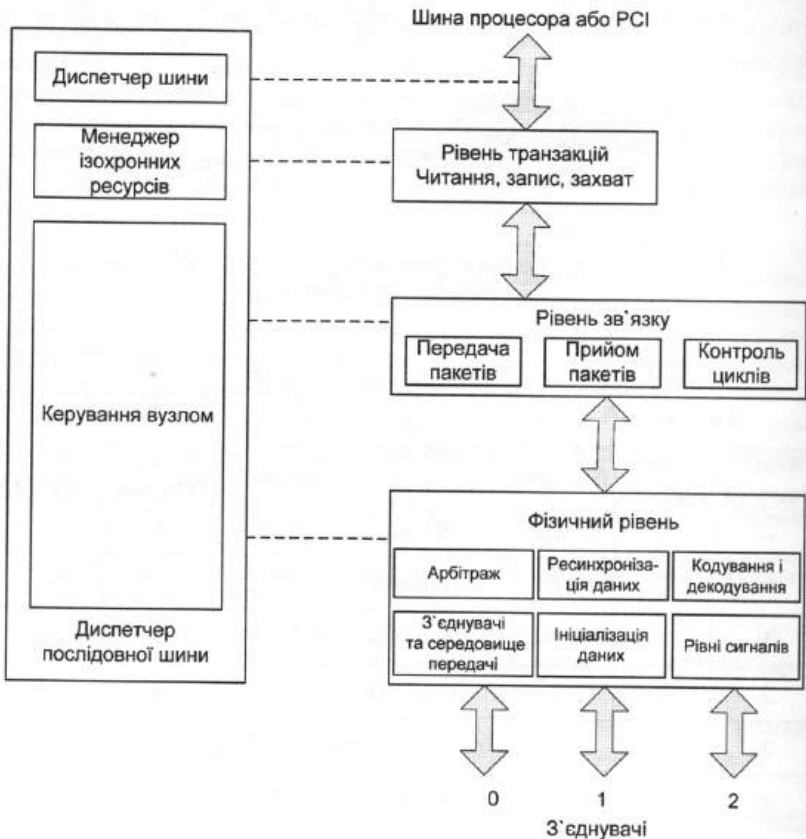 Шина процесора або PCI
Диспетчер шини
Менеджер
ізохронних
ресурсів
Керування вузлом
Диспетчер
послідовної шини
Рівень транзакцій
Читання, запис, захват
Рівень зв`язку
Передача
пакетів
Прийом
пакетів
Контроль
циклів
Фізичний рівень
Арбітраж
Ресинхроніза-
ція даних
Кодування і
декодування
З`єднувачі
та середовище
передачі
Ініціалізація
даних
Рівні сигналів
0 1 2
З`єднувачі